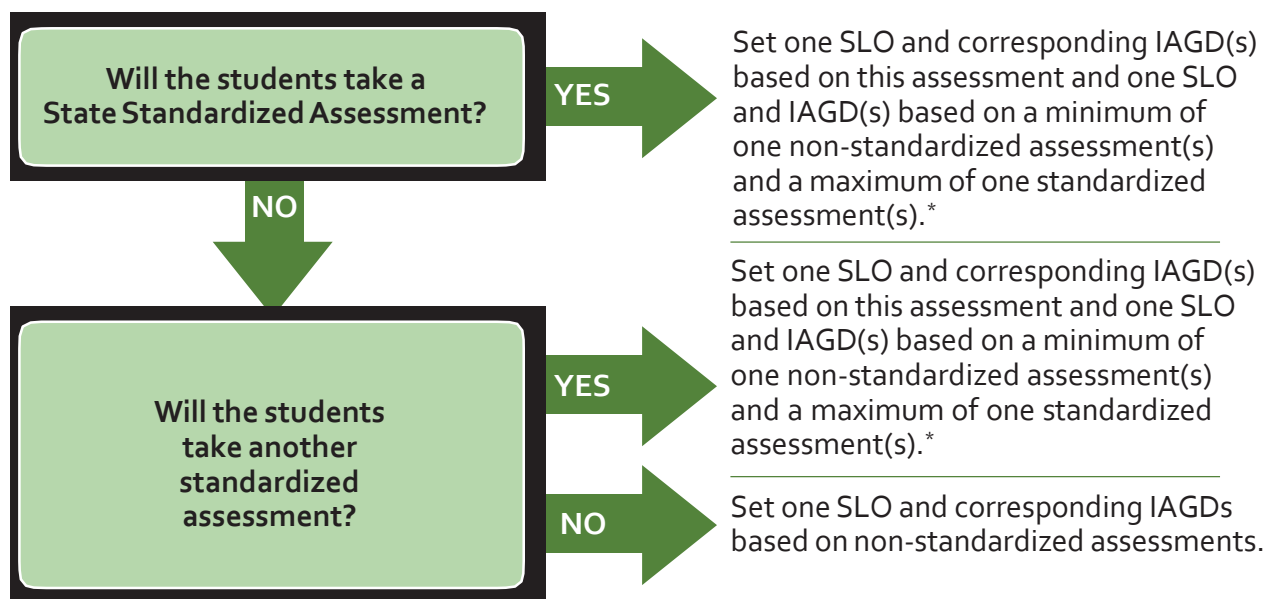 Will the students take a
State Standardized Assessment?
YES
Set one SLO and corresponding IAGD(s)
based on this assessment and one SLO
and IAGD(s) based on a minimum of
one non-standardized assessment(s)
and a maximum of one standardized
assessment(s).*
NO
Will the students
take another
standardized
assessment?
YES
Set one SLO and corresponding IAGD(s)
based on this assessment and one SLO
and IAGD(s) based on a minimum of
one non-standardized assessment(s)
and a maximum of one standardized
assessment(s).*
NO
Set one SLO and corresponding IAGDs
based on non-standardized assessments.